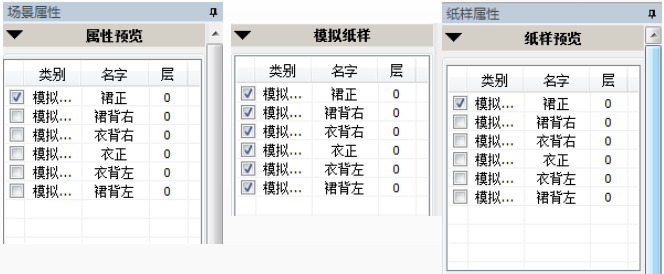 场景属性
属性预览
类别 名字 层
模拟... 裙正 0
模拟... 裙背右 0
模拟... 衣背右 0
模拟... 衣正 0
模拟... 衣背左 0
模拟... 裙背左 0
模拟纸样
类别 名字 层
模拟... 裙正 0
模拟... 裙背右 0
模拟... 衣背右 0
模拟... 衣正 0
模拟... 衣背左 0
模拟... 裙背左 0
纸样属性
纸样预览
类别 名字 层
模拟... 裙正 0
模拟... 裙背右 0
模拟... 衣背右 0
模拟... 衣正 0
模拟... 衣背左 0
模拟... 裙背左 0